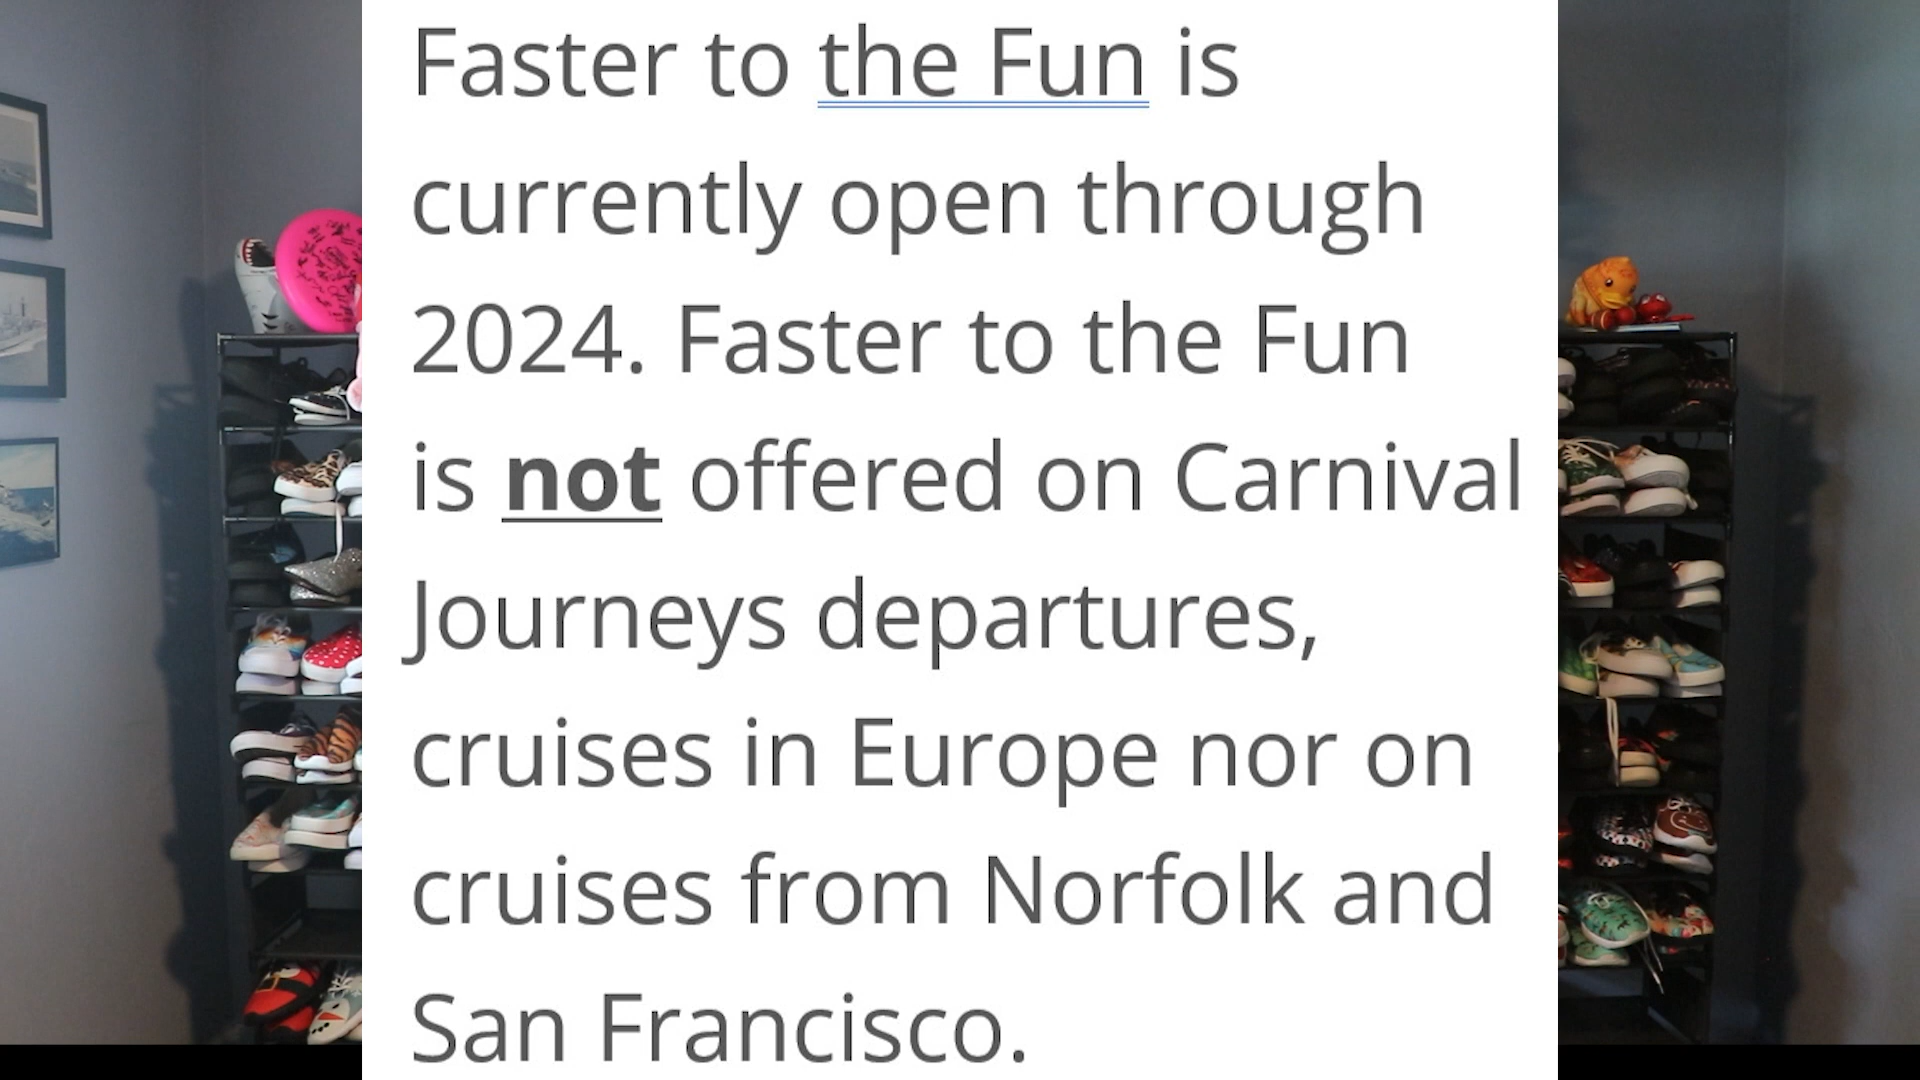 Faster to the Fun is
currently open through
2024. Faster to the Fun
is not offered on Carnival
Journeys departures,
cruises in Europe nor on
cruises from Norfolk and
San Francisco.